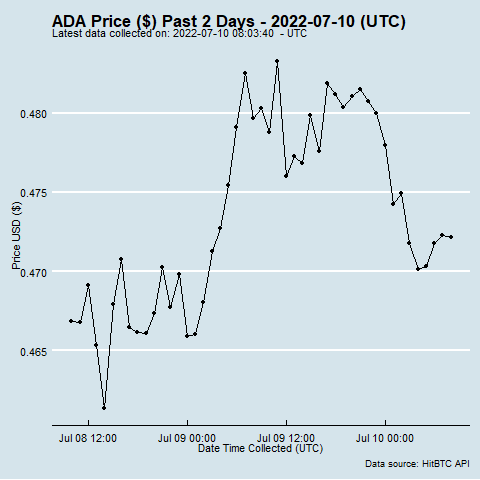 ADA Price ($) Past 2 Days - 2022-07-10 (UTC)
Latest data collected on: 2022-07-10 08:03:40 - UTC
0.480
0.475
0.470
0.465
Price USD ($)
Jul 08 12:00
Jul 09 00:00
Jul 09 12:00
Jul 10 00:00
Date Time Collected (UTC)
Data source: HitBTC API